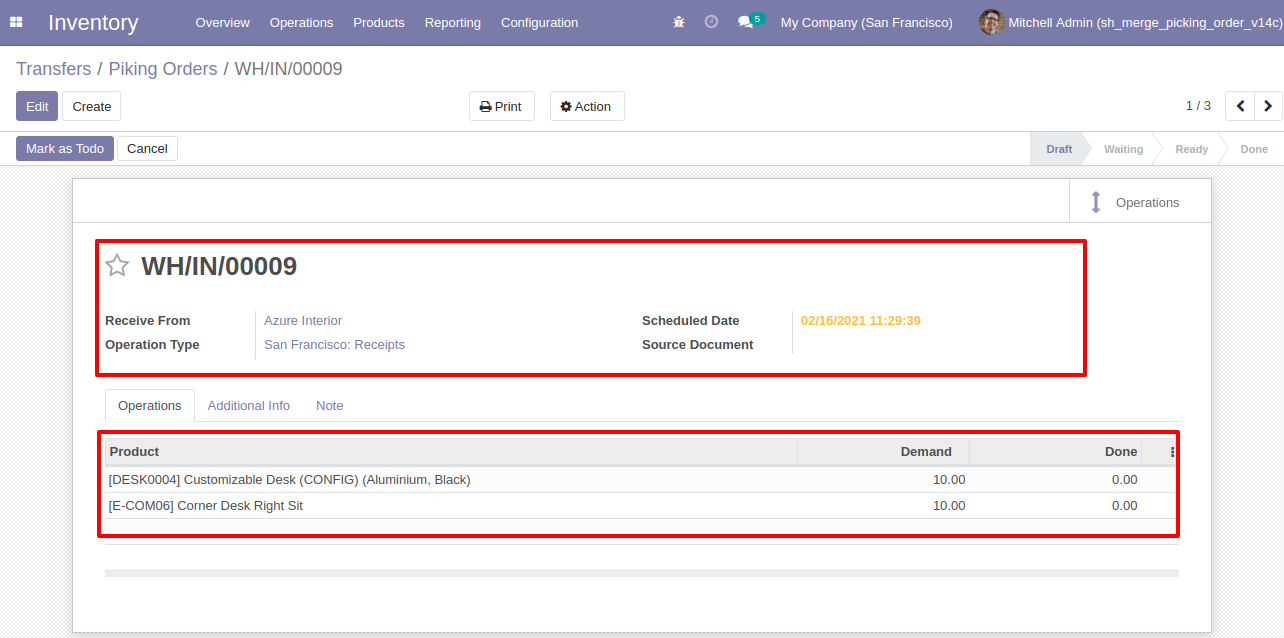 Inventory Overview Operations Products Reporting Configuration 5 My Company (San Francisco) Mitchell Admin (sh_merge_picking_order_v14c)
Transfers / Piking Orders / WH/IN/00009
Edit Create Print Action 1 / 3
Mark as Todo Cancel Draft Waiting Ready Done
Operations
WH/IN/00009
Receive From Azure Interior Scheduled Date 02/16/2021 11:29:39
Operation Type San Francisco: Receipts Source Document
Operations Additional Info Note
Product Demand Done
[DESK0004] Customizable Desk (CONFIG) (Aluminium, Black) 10.00 0.00
[E-COM06] Corner Desk Right Sit 10.00 0.00